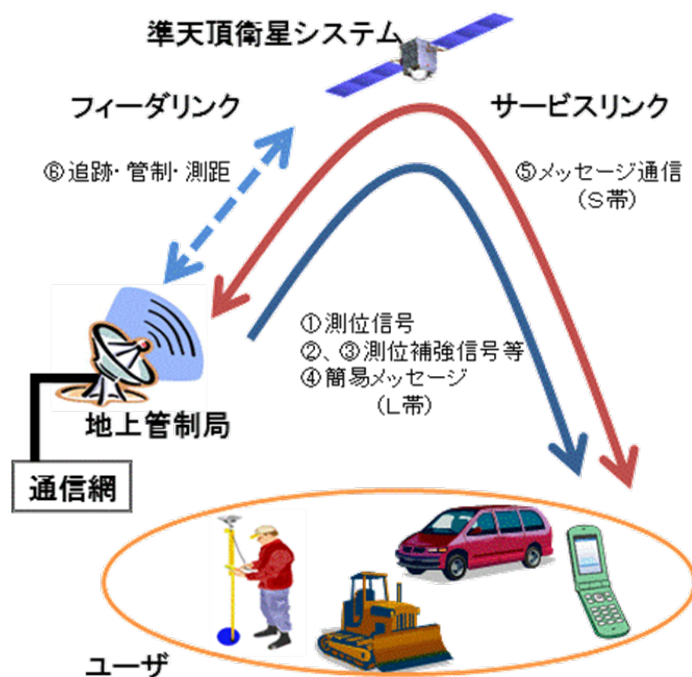 準天頂衛星システム
フィーダリンク
サービスリンク
⑥追跡・管制・測距
⑤メッセージ通信
(S帯)
①測位信号
②、③測位補強信号等
④簡易メッセージ
(L帯)
地上管制局
通信網
ユーザ